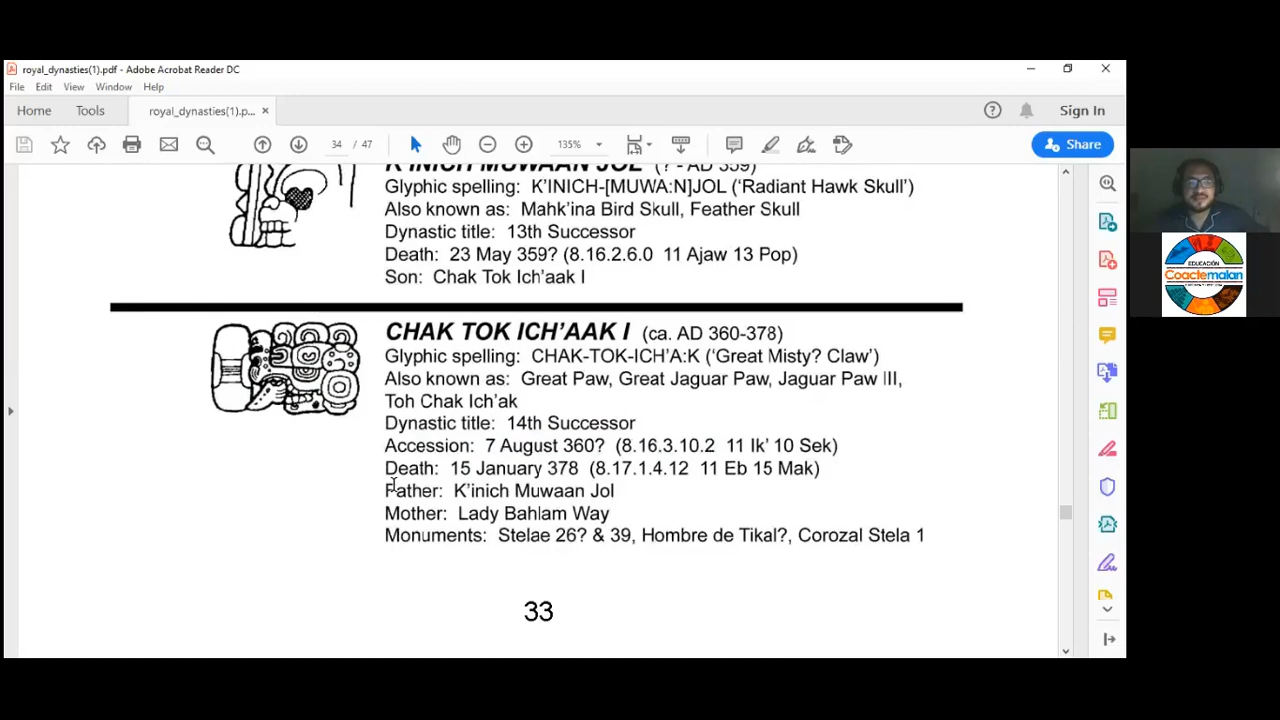 royal_dynasties(1).pdf - Adobe Acrobat Reader DC
File Edit View Window Help
Home Tools royal_dynasties(1).p... ×
Sign In
34 / 47 135% Share
K'INICH MUWAAN JOL (? - AD 359)
Glyphic spelling: K'INICH-[MUWA:N]JOL ('Radiant Hawk Skull')
Also known as: Mahk'ina Bird Skull, Feather Skull
Dynastic title: 13th Successor
Death: 23 May 359? (8.16.2.6.0 11 Ajaw 13 Pop)
Son: Chak Tok Ich'aak I
CHAK TOK ICH'AAK I (ca. AD 360-378)
Glyphic spelling: CHAK-TOK-ICH'A:K ('Great Misty? Claw')
Also known as: Great Paw, Great Jaguar Paw, Jaguar Paw III,
Toh Chak Ich'ak
Dynastic title: 14th Successor
Accession: 7 August 360? (8.16.3.10.2 11 Ik' 10 Sek)
Death: 15 January 378 (8.17.1.4.12 11 Eb 15 Mak)
Father: K'inich Muwaan Jol
Mother: Lady Bahlam Way
Monuments: Stelae 26? & 39, Hombre de Tikal?, Corozal Stela 1
33
EDUCACIÓN
Coactemalan